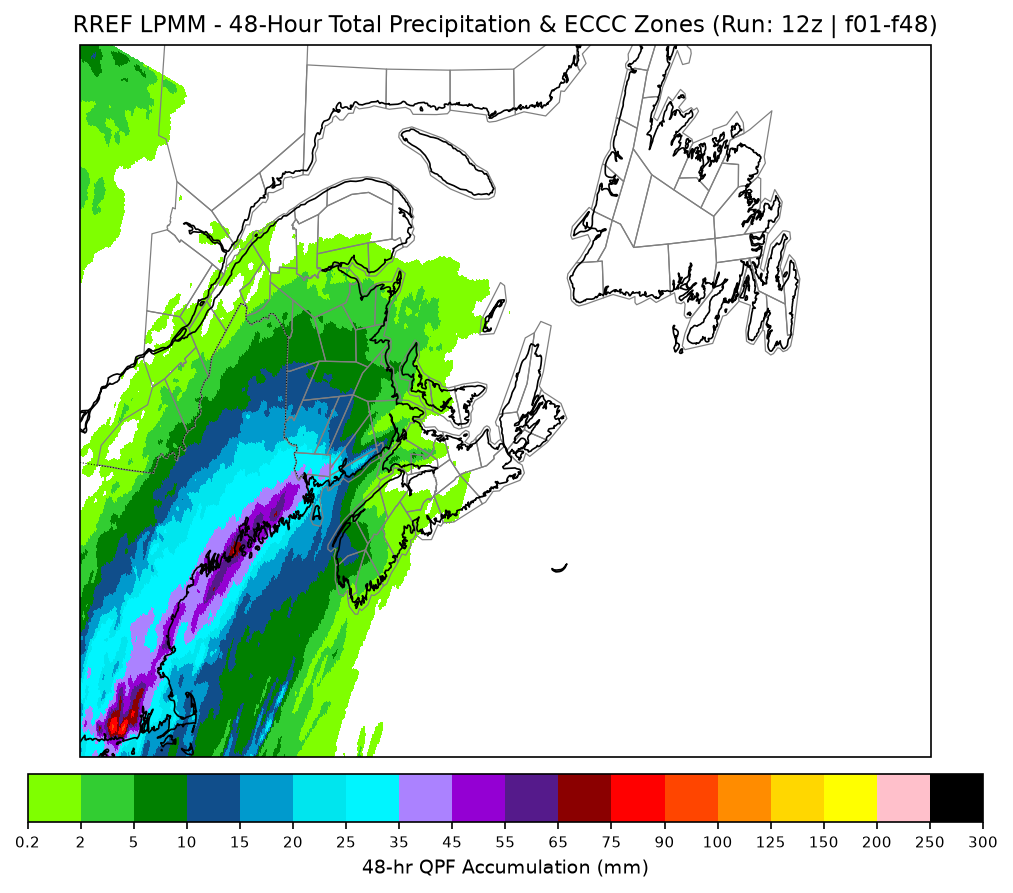 RREF LPMM - 48-Hour Total Precipitation & ECCC Zones (Run: 12z | f01-f48)
0.2 2 5 10 15 20 25 35 45 55 65 75 90 100 125 150 200 250 300
48-hr QPF Accumulation (mm)